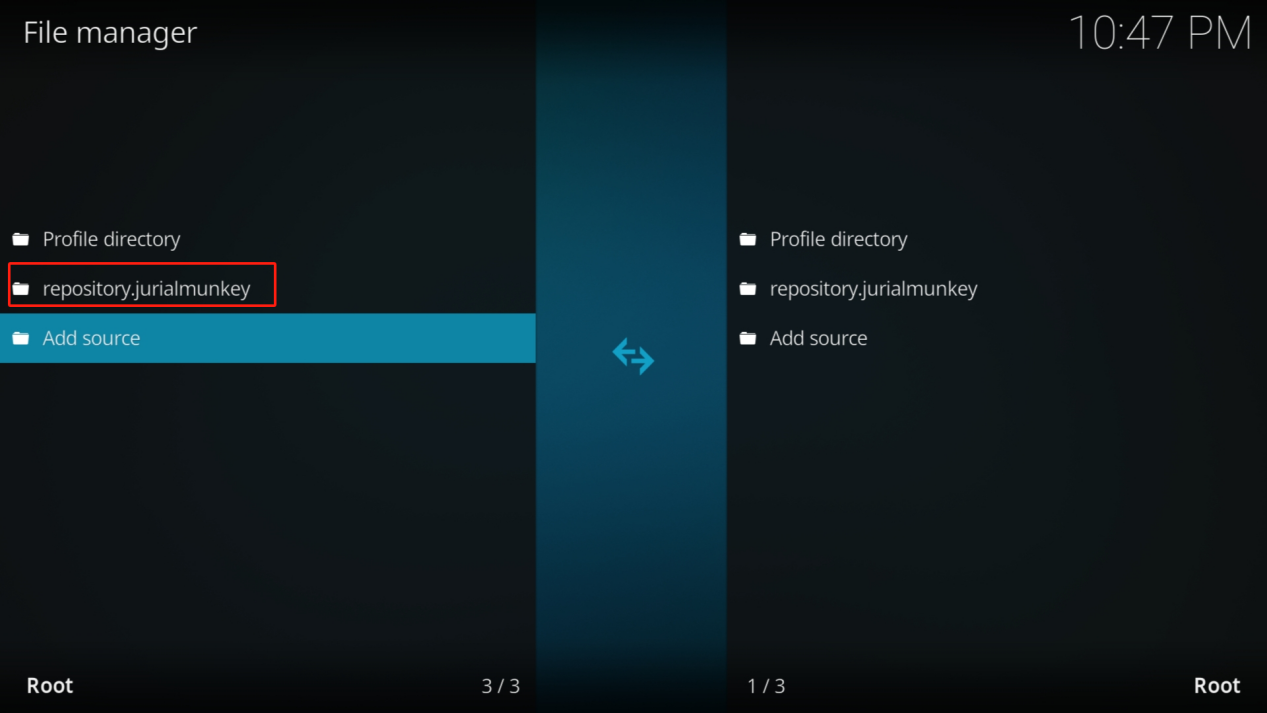 File manager
10:47 PM
Profile directory
repository.jurialmunkey
Add source
Profile directory
repository.jurialmunkey
Add source
Root
3 / 3
1 / 3
Root